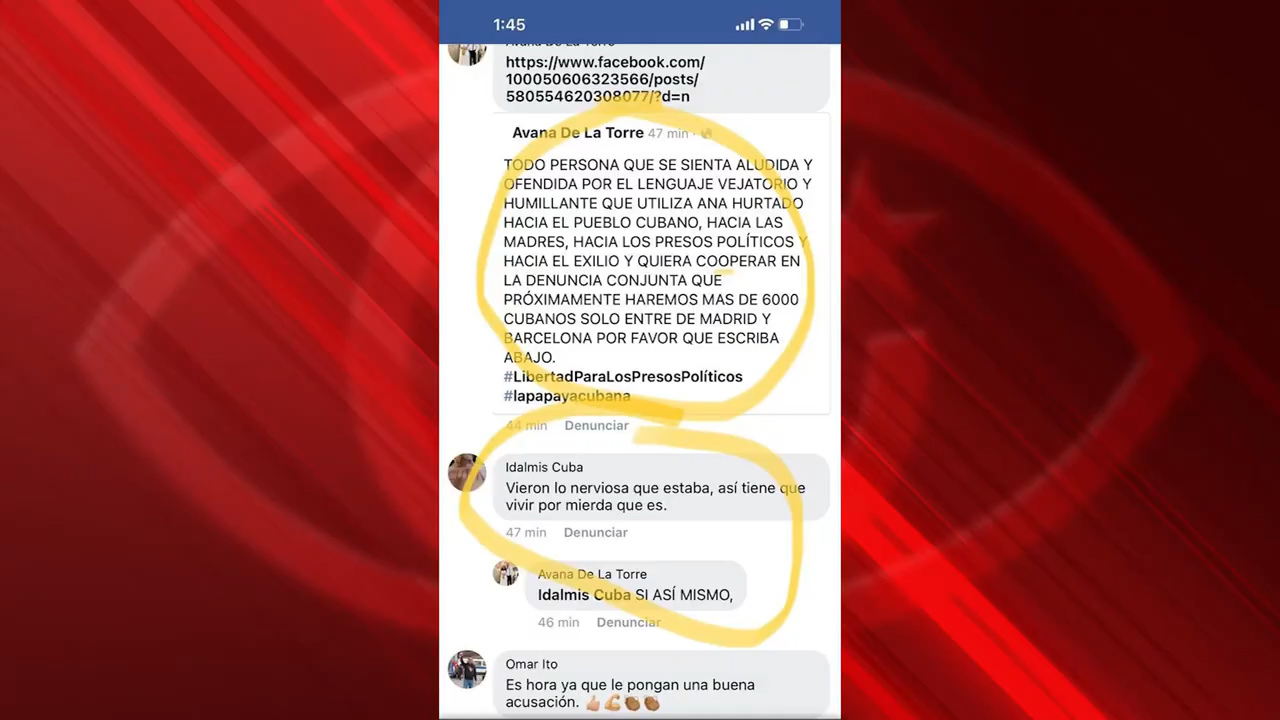 1:45
Avana De La Torre
https://www.facebook.com/
100050606323566/posts/
580554620308077/?d=n
Avana De La Torre 47 min ·
TODO PERSONA QUE SE SIENTA ALUDIDA Y
OFENDIDA POR EL LENGUAJE VEJATORIO Y
HUMILLANTE QUE UTILIZA ANA HURTADO
HACIA EL PUEBLO CUBANO, HACIA LAS
MADRES, HACIA LOS PRESOS POLÍTICOS Y
HACIA EL EXILIO Y QUIERA COOPERAR EN
LA DENUNCIA CONJUNTA QUE
PRÓXIMAMENTE HAREMOS MAS DE 6000
CUBANOS SOLO ENTRE DE MADRID Y
BARCELONA POR FAVOR QUE ESCRIBA
ABAJO.
#LibertadParaLosPresosPolíticos
#lapapayacubana
44 min Denunciar
Idalmis Cuba
Vieron lo nerviosa que estaba, así tiene que
vivir por mierda que es.
47 min Denunciar
Avana De La Torre
Idalmis Cuba SI ASÍ MISMO,
46 min Denunciar
Omar Ito
Es hora ya que le pongan una buena
acusación. 👍🏼💪🏼👏🏾👏🏾